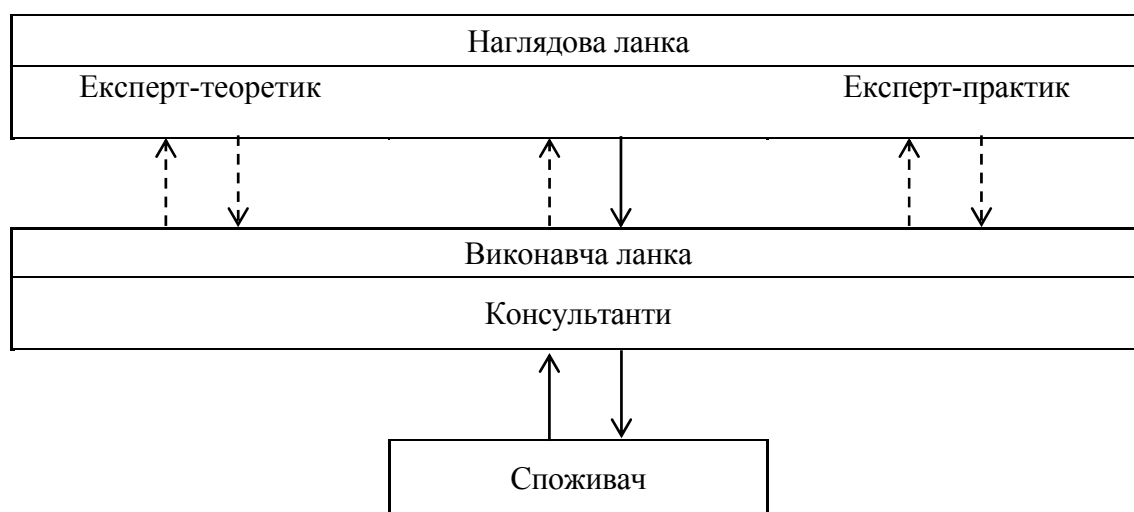 Наглядова ланка
Експерт-теоретик Експерт-практик
Виконавча ланка
Консультанти
Споживач